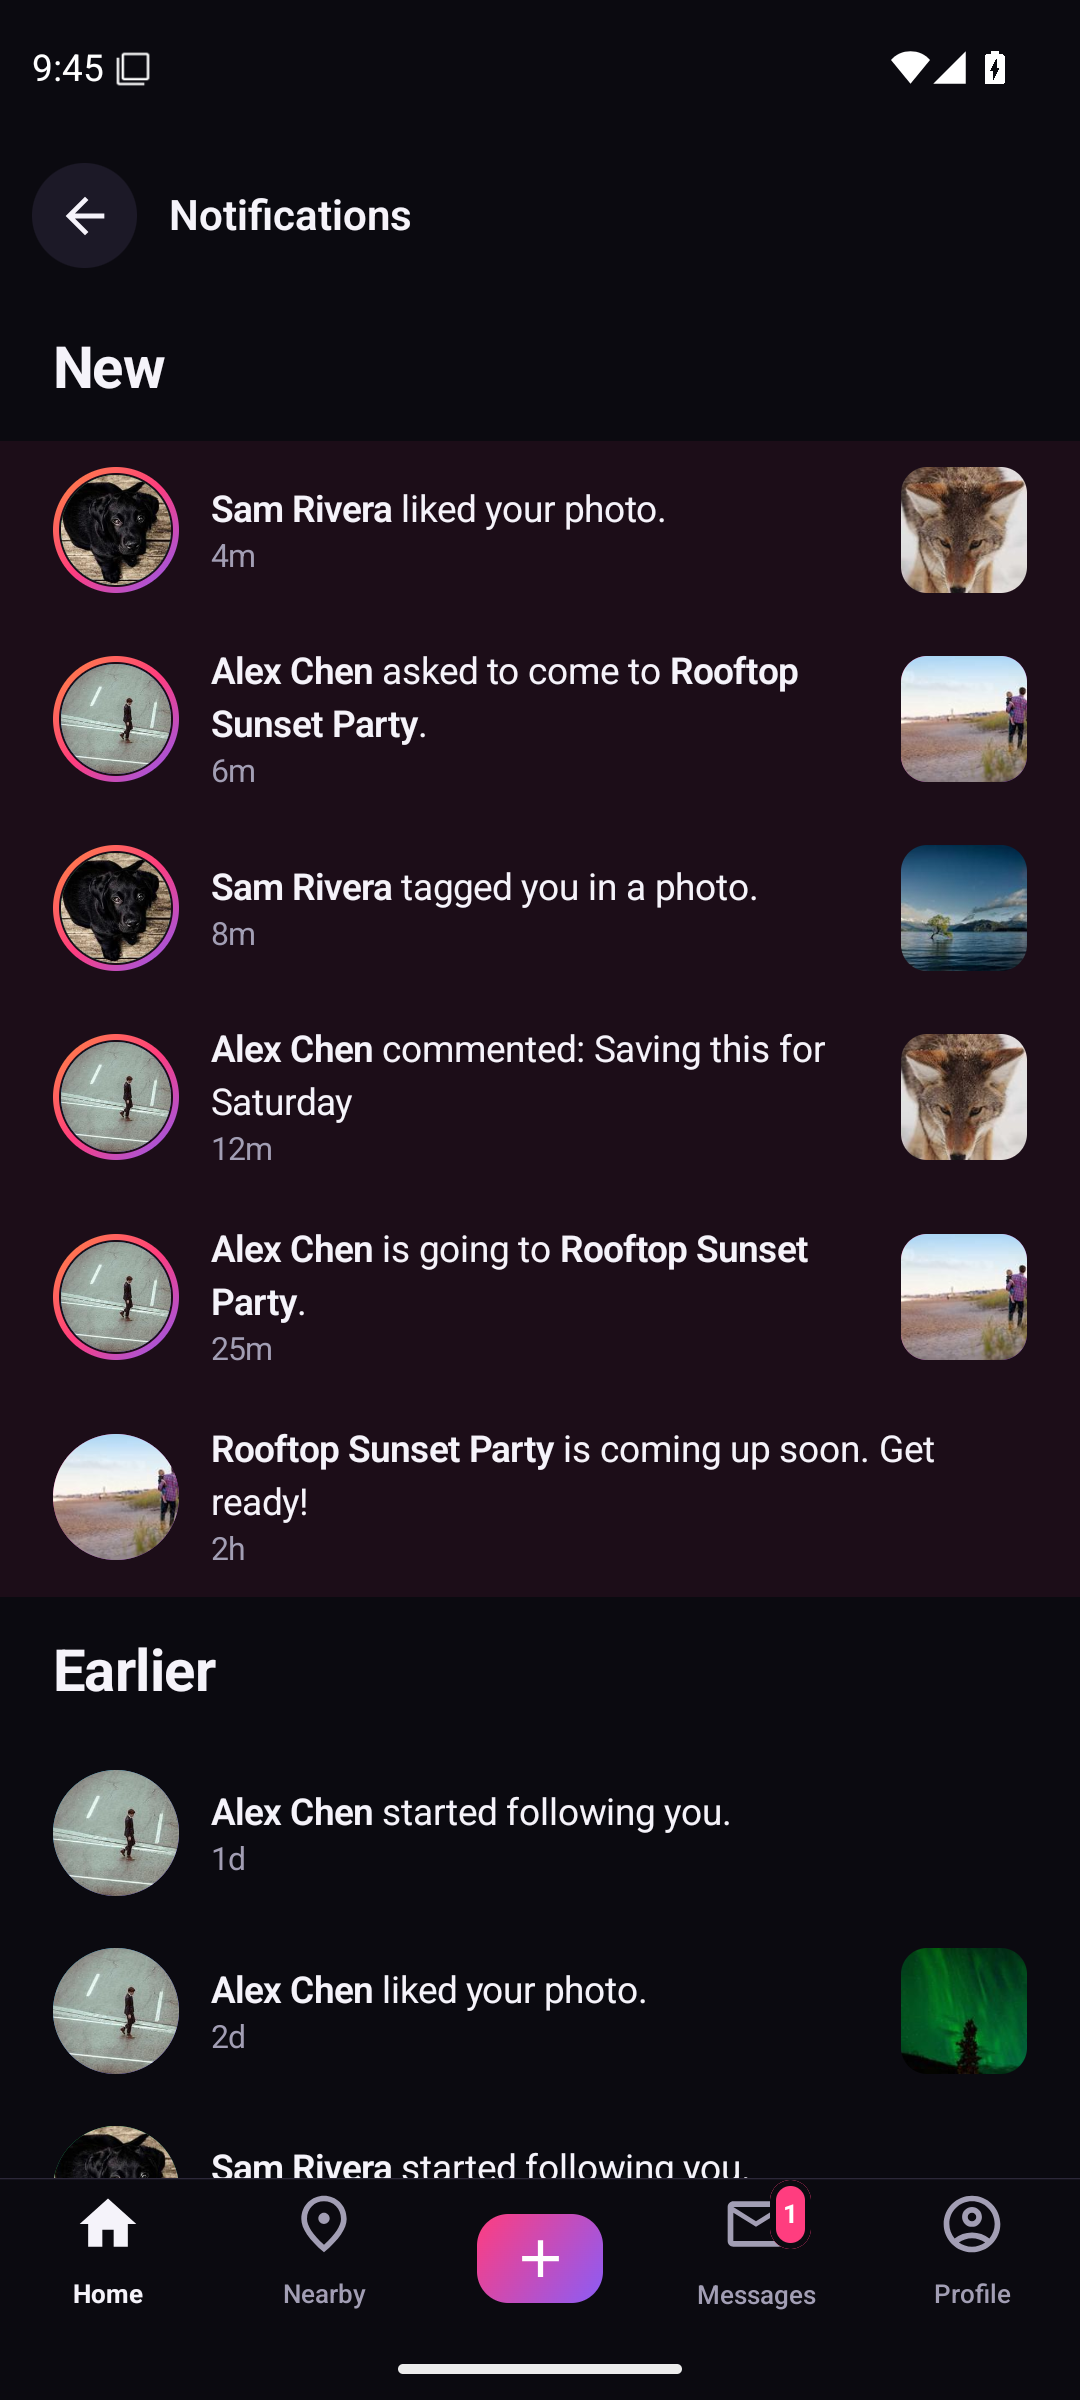 9:45
Notifications
New
Sam Rivera liked your photo.
4m
Alex Chen asked to come to Rooftop
Sunset Party.
6m
Sam Rivera tagged you in a photo.
8m
Alex Chen commented: Saving this for
Saturday
12m
Alex Chen is going to Rooftop Sunset
Party.
25m
Rooftop Sunset Party is coming up soon. Get
ready!
2h
Earlier
Alex Chen started following you.
1d
Alex Chen liked your photo.
2d
Sam Rivera started following you.
1
Home
Nearby
Messages
Profile